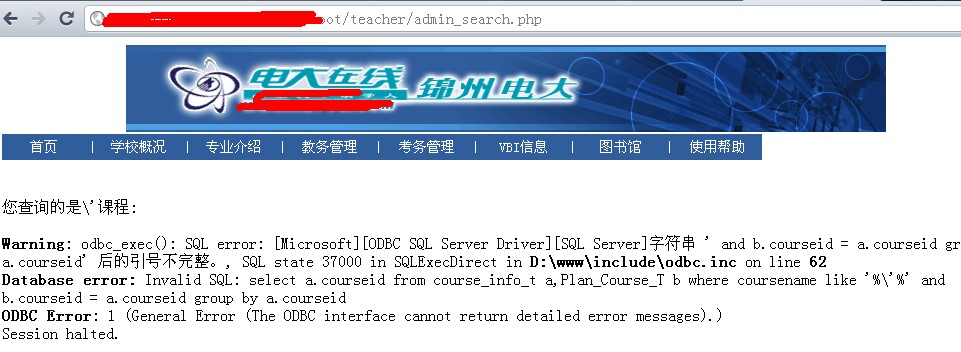 oot/teacher/admin_search.php
电大在线 锦州电大
首页 | 学校概况 | 专业介绍 | 教务管理 | 考务管理 | VBI信息 | 图书馆 | 使用帮助
您查询的是\'课程:
Warning: odbc_exec(): SQL error: [Microsoft][ODBC SQL Server Driver][SQL Server]字符串 ' and b.courseid = a.courseid gr
a.courseid' 后的引号不完整。, SQL state 37000 in SQLExecDirect in D:\www\include\odbc.inc on line 62
Database error: Invalid SQL: select a.courseid from course_info_t a,Plan_Course_T b where coursename like '%\'%' and
b.courseid = a.courseid group by a.courseid
ODBC Error: 1 (General Error (The ODBC interface cannot return detailed error messages).)
Session halted.